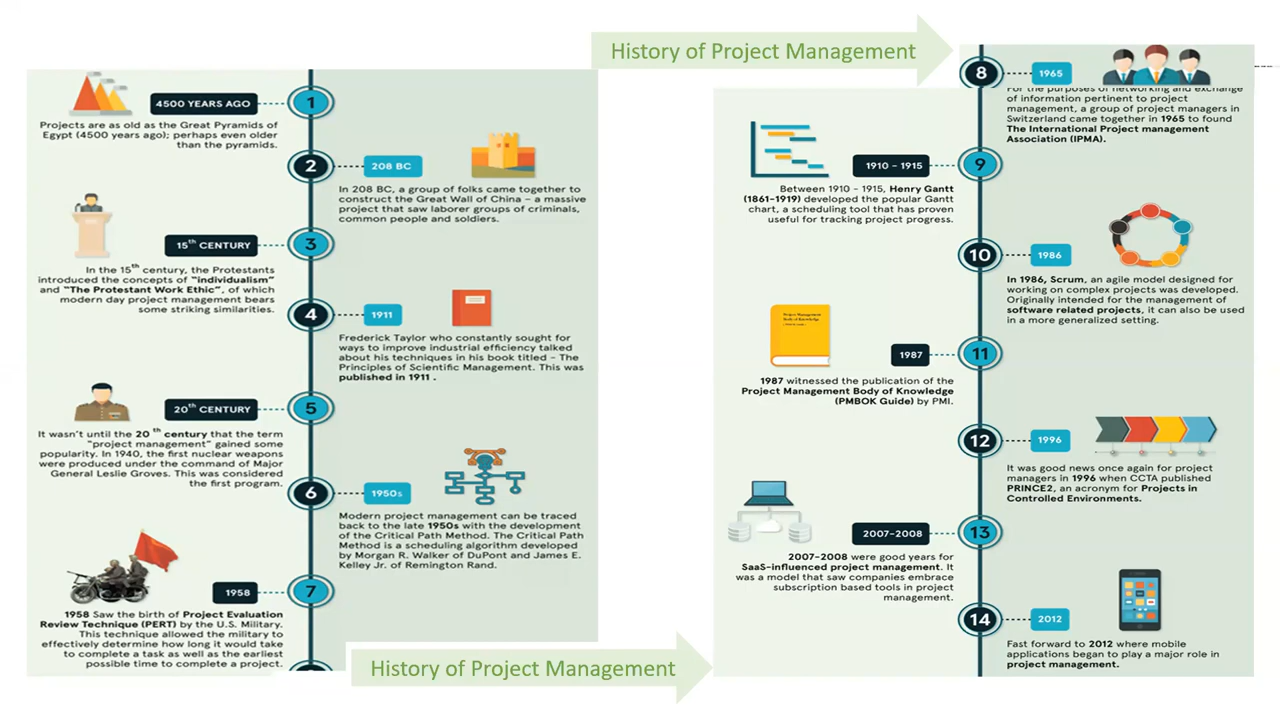 History of Project Management
1
4500 YEARS AGO
Projects are as old as the Great Pyramids of
Egypt (4500 years ago); perhaps even older
than the pyramids.
2
208 BC
In 208 BC, a group of folks came together to
construct the Great Wall of China – a massive
project that saw laborer groups of criminals,
common people and soldiers.
3
15th CENTURY
In the 15th century, the Protestants
introduced the concepts of "individualism"
and "The Protestant Work Ethic", of which
modern day project management bears
some striking similarities.
4
1911
Frederick Taylor who constantly sought for
ways to improve industrial efficiency talked
about his techniques in his book titled – The
Principles of Scientific Management. This was
published in 1911 .
5
20th CENTURY
It wasn't until the 20 th century that the term
"project management" gained some
popularity. In 1940, the first nuclear weapons
were produced under the command of Major
General Leslie Groves. This was considered
the first program.
6
1950s
Modern project management can be traced
back to the late 1950s with the development
of the Critical Path Method. The Critical Path
Method is a scheduling algorithm developed
by Morgan R. Walker of DuPont and James E.
Kelley Jr. of Remington Rand.
7
1958
1958 Saw the birth of Project Evaluation
Review Technique (PERT) by the U.S. Military.
This technique allowed the military to
effectively determine how long it would take
to complete a task as well as the earliest
possible time to complete a project.
History of Project Management
8
1965
For the purposes of networking and exchange
of information pertinent to project
management, a group of project managers in
Switzerland came together in 1965 to found
The International Project management
Association (IPMA).
9
1910 – 1915
Between 1910 – 1915, Henry Gantt
(1861-1919) developed the popular Gantt
chart, a scheduling tool that has proven
useful for tracking project progress.
10
1986
In 1986, Scrum, an agile model designed for
working on complex projects was developed.
Originally intended for the management of
software related projects, it can also be used
in a more generalized setting.
11
1987
Project Management
Body of Knowledge
1987 witnessed the publication of the
Project Management Body of Knowledge
(PMBOK Guide) by PMI.
12
1996
It was good news once again for project
managers in 1996 when CCTA published
PRINCE2, an acronym for Projects in
Controlled Environments.
13
2007–2008
2007–2008 were good years for
SaaS-influenced project management. It
was a model that saw companies embrace
subscription based tools in project
management.
14
2012
Fast forward to 2012 where mobile
applications began to play a major role in
project management.